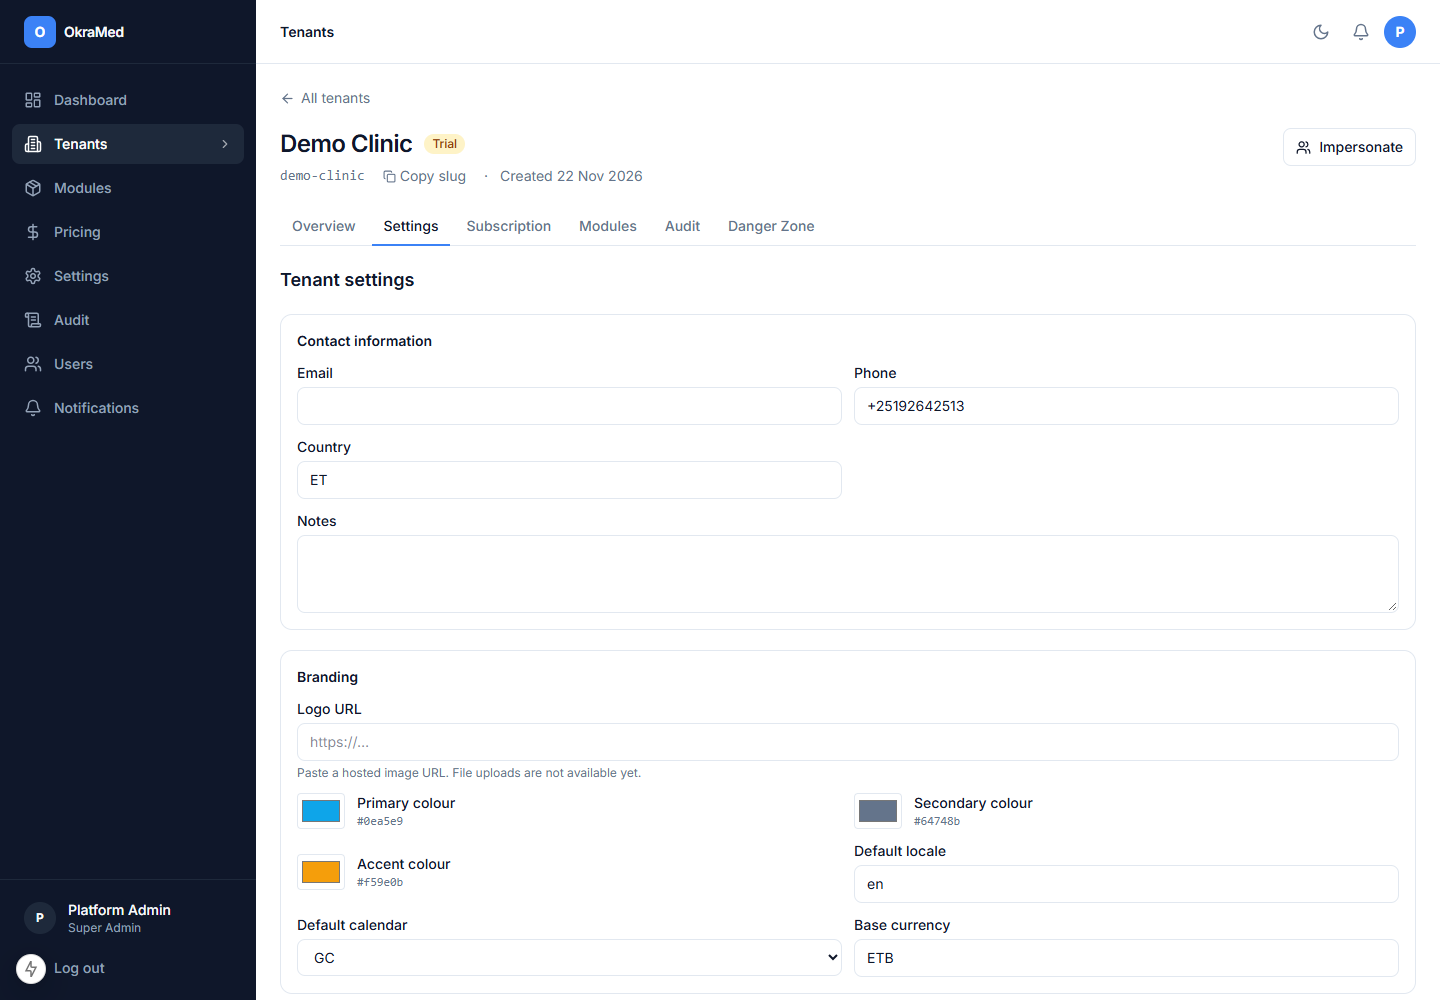 O OkraMed
Tenants
P
Dashboard
Tenants
Modules
Pricing
Settings
Audit
Users
Notifications
P Platform Admin
Super Admin
Log out
All tenants
Demo Clinic Trial
Impersonate
demo-clinic Copy slug · Created 22 Nov 2026
Overview Settings Subscription Modules Audit Danger Zone
Tenant settings
Contact information
Email Phone
+25192642513
Country
ET
Notes
Branding
Logo URL
https://...
Paste a hosted image URL. File uploads are not available yet.
Primary colour
#0ea5e9
Secondary colour
#64748b
Accent colour
#f59e0b
Default locale
en
Default calendar
GC
Base currency
ETB